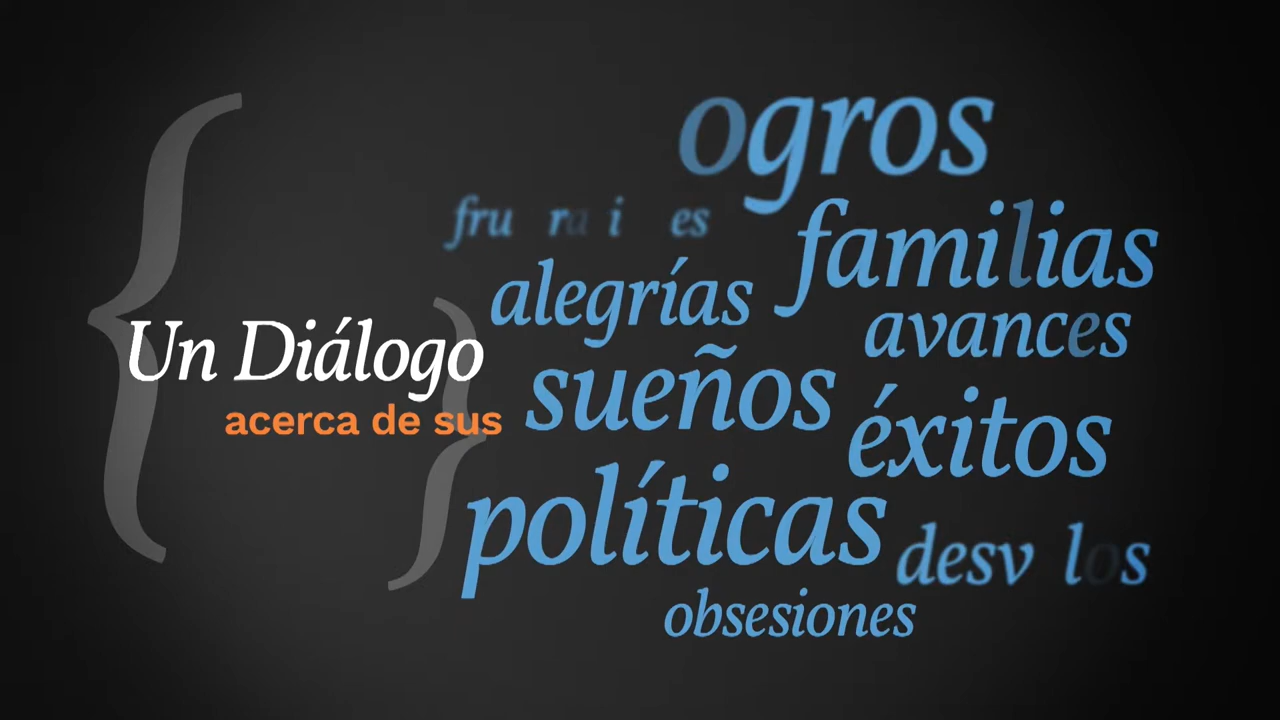 Un Diálogo
acerca de sus
ogros
familias
alegrías
avances
sueños
éxitos
políticas
obsesiones